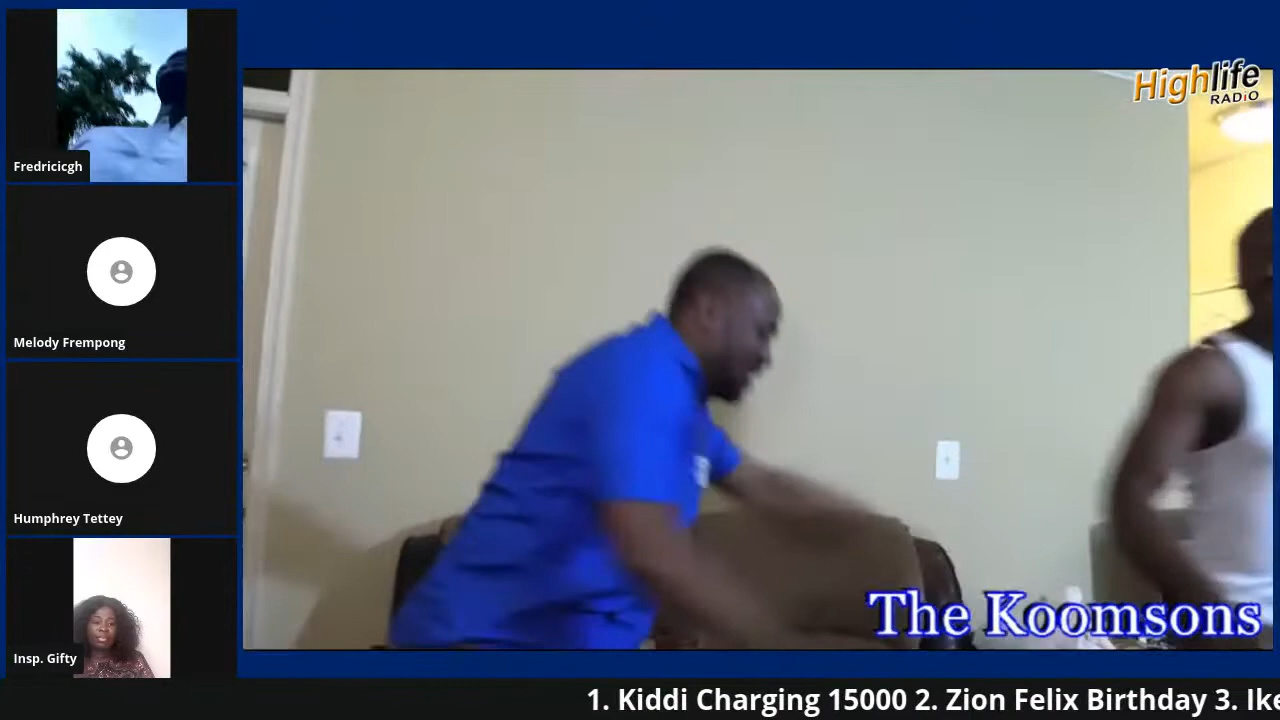 Fredricicgh
Melody Frempong
Humphrey Tettey
Insp. Gifty
Highlife
RADiO
The Koomsons
1. Kiddi Charging 15000 2. Zion Felix Birthday 3. Ike